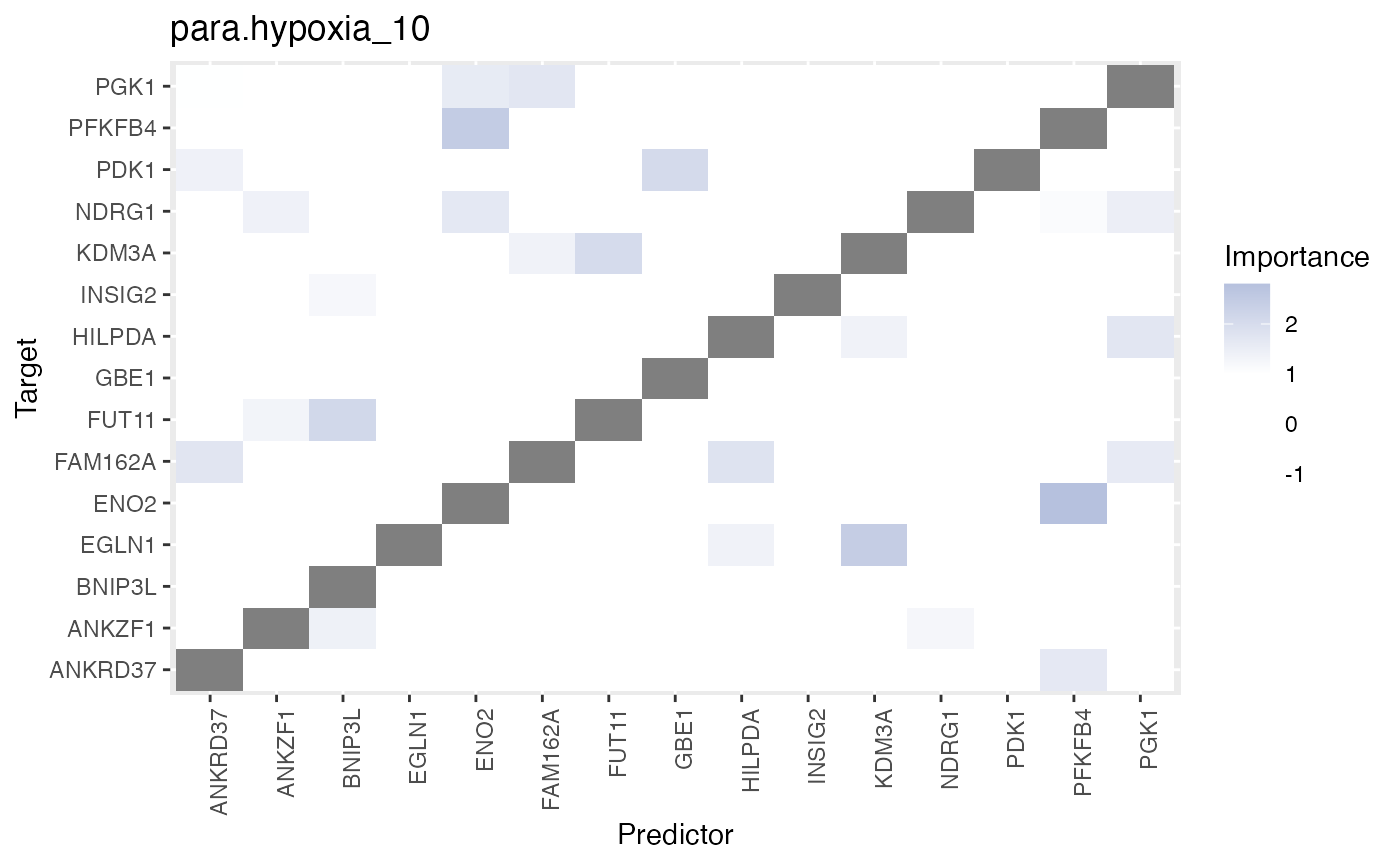 para.hypoxia_10
PGK1
PFKFB4
PDK1
NDRG1
KDM3A
INSIG2
HILPDA
GBE1
FUT11
FAM162A
ENO2
EGLN1
BNIP3L
ANKZF1
ANKRD37
Target
ANKRD37
ANKZF1
BNIP3L
EGLN1
ENO2
FAM162A
FUT11
GBE1
HILPDA
INSIG2
KDM3A
NDRG1
PDK1
PFKFB4
PGK1
Predictor
Importance
2
1
0
-1